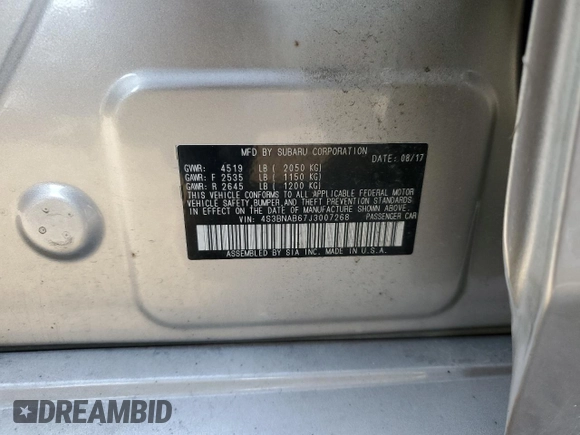 MFD BY SUBARU CORPORATION
DATE: 08/17
GVWR: 4519 LB ( 2050 KG)
GAWR: F 2535 LB ( 1150 KG)
GAWR: R 2645 LB ( 1200 KG)
THIS VEHICLE CONFORMS TO ALL APPLICABLE FEDERAL MOTOR
VEHICLE SAFETY, BUMPER, AND THEFT PREVENTION STANDARDS
IN EFFECT ON THE DATE OF MANUFACTURE SHOWN ABOVE.
VIN: 4S3BNAB67J3007268 PASSENGER CAR
ASSEMBLED BY SIA INC. MADE IN U.S.A.
DREAMBID